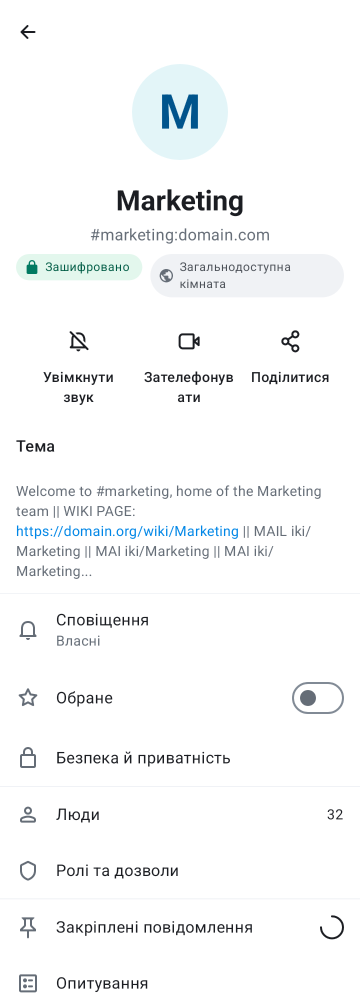 M
Marketing
#marketing:domain.com
Зашифровано
Загальнодоступна
кімната
Увімкнути
звук
Зателефонув
ати
Поділитися
Тема
Welcome to #marketing, home of the Marketing
team || WIKI PAGE:
https://domain.org/wiki/Marketing || MAIL iki/
Marketing || MAI iki/Marketing || MAI iki/
Marketing...
Сповіщення
Власні
Обране
Безпека й приватність
Люди
32
Ролі та дозволи
Закріплені повідомлення
Опитування